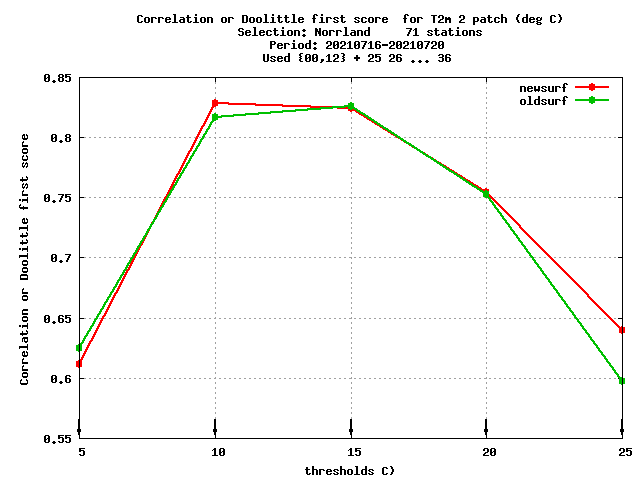 Correlation or Doolittle first score  for T2m 2 patch (deg C)
Selection: Norrland     71 stations
Period: 20210716-20210720
Used {00,12} + 25 26 ... 36
newsurf
oldsurf
Correlation or Doolittle first score
0.85
0.8
0.75
0.7
0.65
0.6
0.55
5 10 15 20 25
thresholds C)